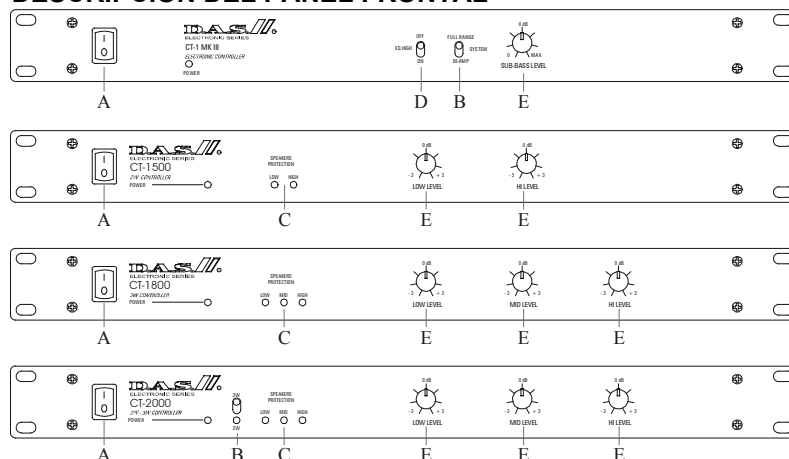 DESCRIPCIÓN DEL PANEL FRONTAL
D.A.S.
ELECTRONIC SERIES
CT-1 MK III
ELECTRONIC CONTROLLER
POWER
OFF
EQ HIGH
ON
FULL RANGE
SYSTEM
BI-AMP
0 dB
0 MAX
SUB-BASS LEVEL
A D B E
D.A.S.
ELECTRONIC SERIES
CT-1500
2W CONTROLLER
POWER
SPEAKERS
PROTECTION
LOW HIGH
0 dB
- 3 + 3
LOW LEVEL
0 dB
- 3 + 3
HI LEVEL
A C E E
D.A.S.
ELECTRONIC SERIES
CT-1800
3W CONTROLLER
POWER
SPEAKERS
PROTECTION
LOW MID HIGH
0 dB
- 3 + 3
LOW LEVEL
0 dB
- 3 + 3
MID LEVEL
0 dB
- 3 + 3
HI LEVEL
A C E E E
D.A.S.
ELECTRONIC SERIES
CT-2000
2W - 3W CONTROLLER
POWER
3W
2W
SPEAKERS
PROTECTION
LOW MID HIGH
0 dB
- 3 + 3
LOW LEVEL
0 dB
- 3 + 3
MID LEVEL
0 dB
- 3 + 3
HI LEVEL
A B C E E E